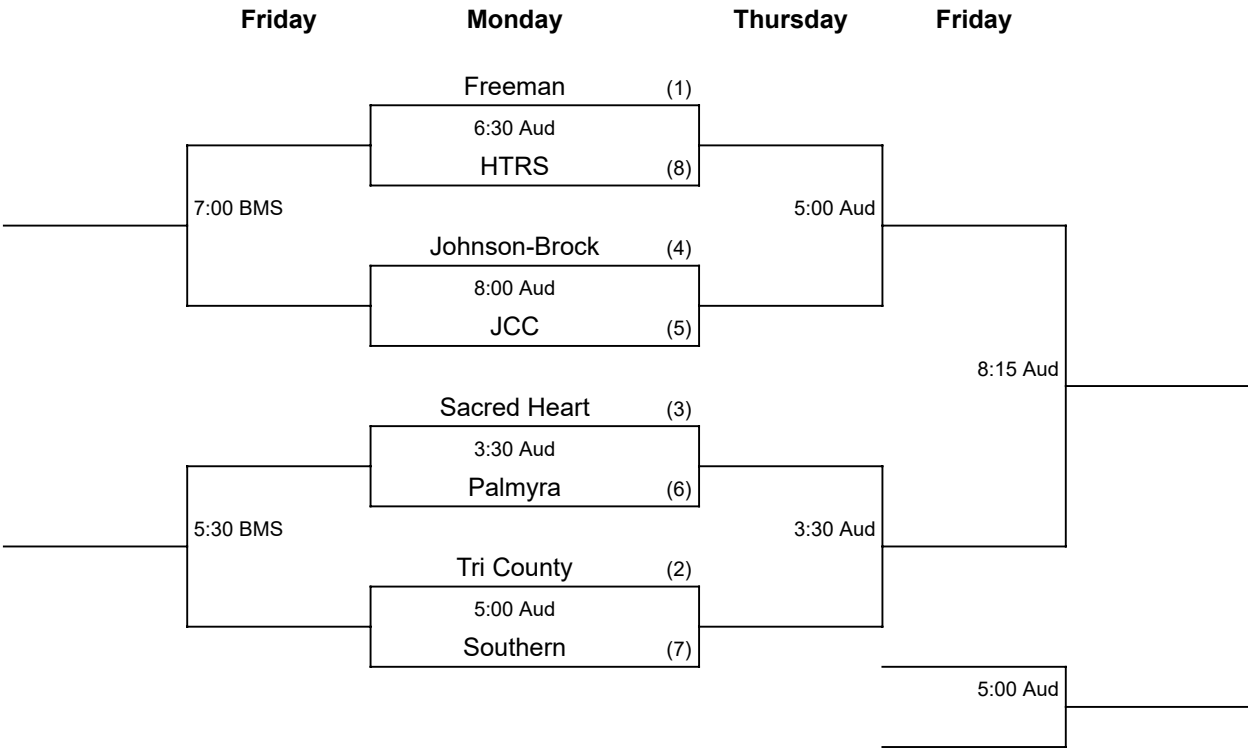 Friday Monday Thursday Friday
Freeman (1)
6:30 Aud
HTRS (8)
7:00 BMS 5:00 Aud
Johnson-Brock (4)
8:00 Aud
JCC (5)
8:15 Aud
Sacred Heart (3)
3:30 Aud
Palmyra (6)
5:30 BMS 3:30 Aud
Tri County (2)
5:00 Aud
Southern (7)
5:00 Aud